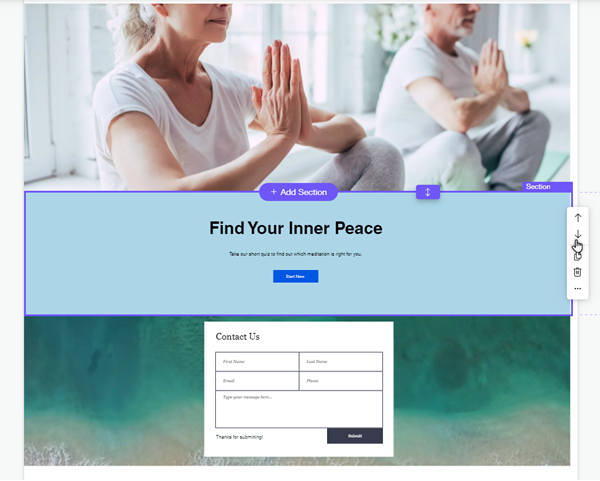 + Add Section
Section
Find Your Inner Peace
Take our short quiz to find out which meditation is right for you.
Start Now
Contact Us
First Name
Last Name
Email
Phone
Type your message here...
Thanks for submitting!
Submit